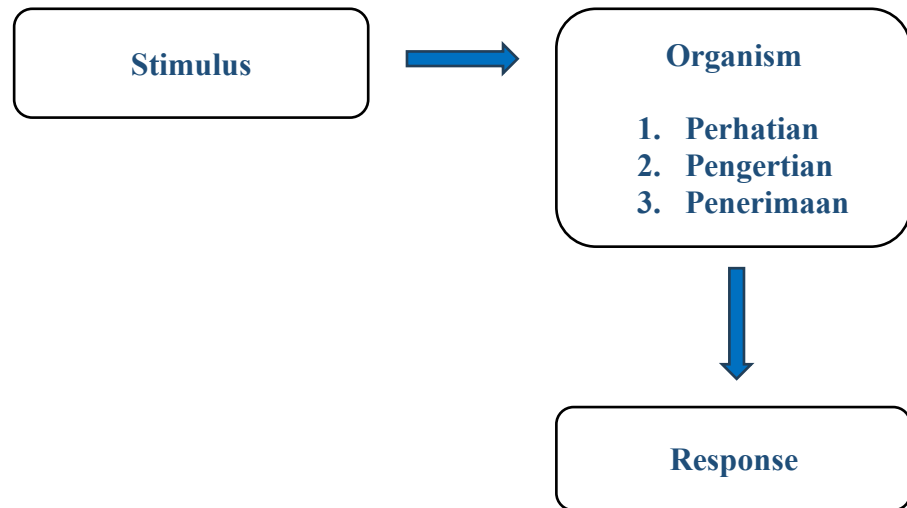 Stimulus
Organism
1. Perhatian
2. Pengertian
3. Penerimaan
Response